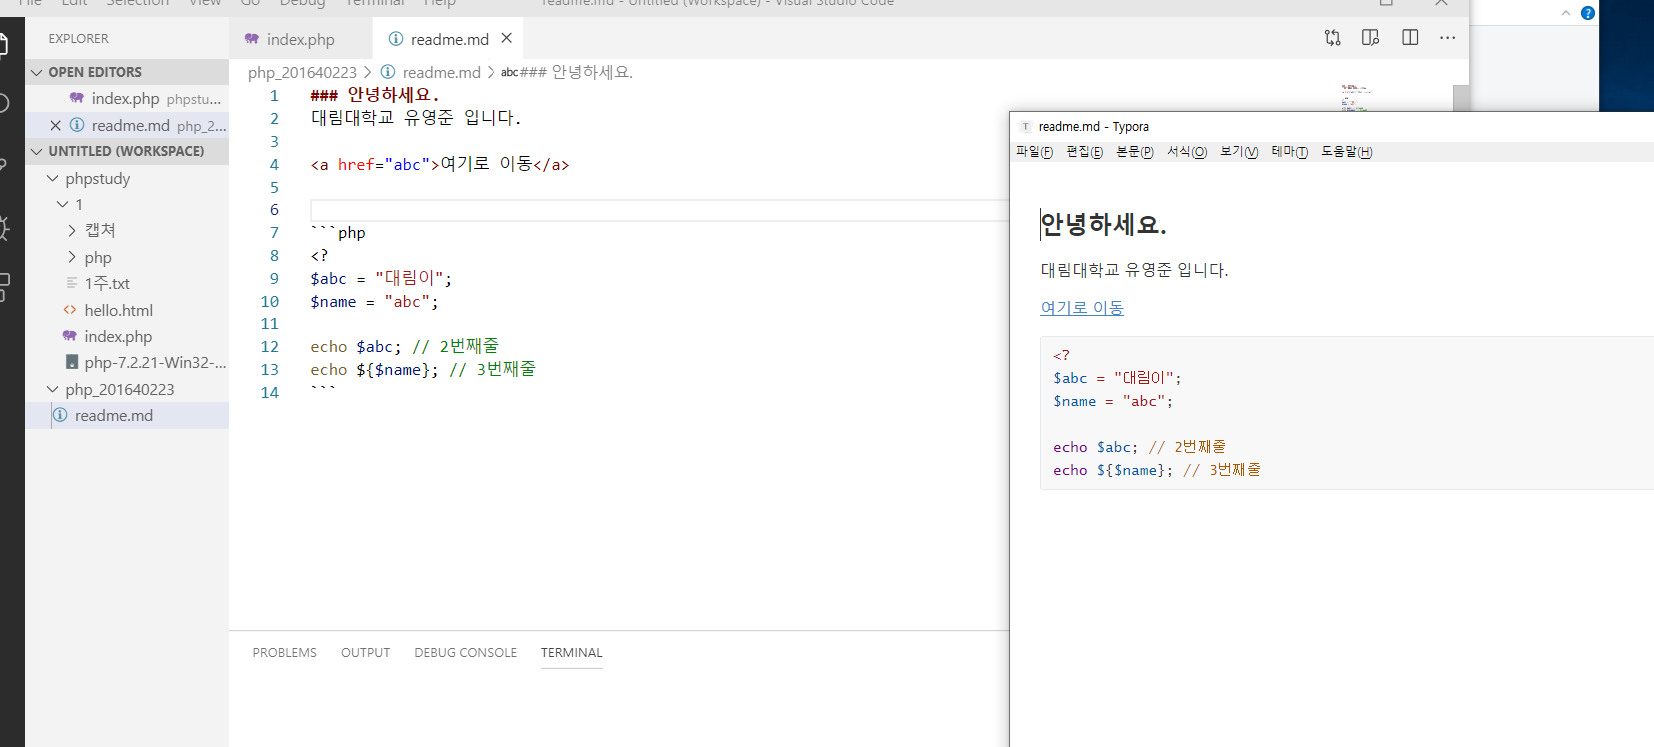 File Edit Selection View Go Debug Terminal Help readme.md - Untitled (Workspace) - Visual Studio Code
EXPLORER
OPEN EDITORS
index.php phpstu...
readme.md php_2...
UNTITLED (WORKSPACE)
phpstudy
1
캡쳐
php
1주.txt
hello.html
index.php
php-7.2.21-Win32-...
php_201640223
readme.md
index.php
readme.md
php_201640223 > readme.md > abc### 안녕하세요.
1 ### 안녕하세요.
2 대림대학교 유영준 입니다.
3
4 <a href="abc">여기로 이동</a>
5
6
7 ```php
8 <?
9 $abc = "대림이";
10 $name = "abc";
11
12 echo $abc; // 2번째줄
13 echo ${$name}; // 3번째줄
14 ```
PROBLEMS OUTPUT DEBUG CONSOLE TERMINAL
T readme.md - Typora
파일(F) 편집(E) 본문(P) 서식(O) 보기(V) 테마(T) 도움말(H)
안녕하세요.
대림대학교 유영준 입니다.
여기로 이동
<?
$abc = "대림이";
$name = "abc";
echo $abc; // 2번째줄
echo ${$name}; // 3번째줄